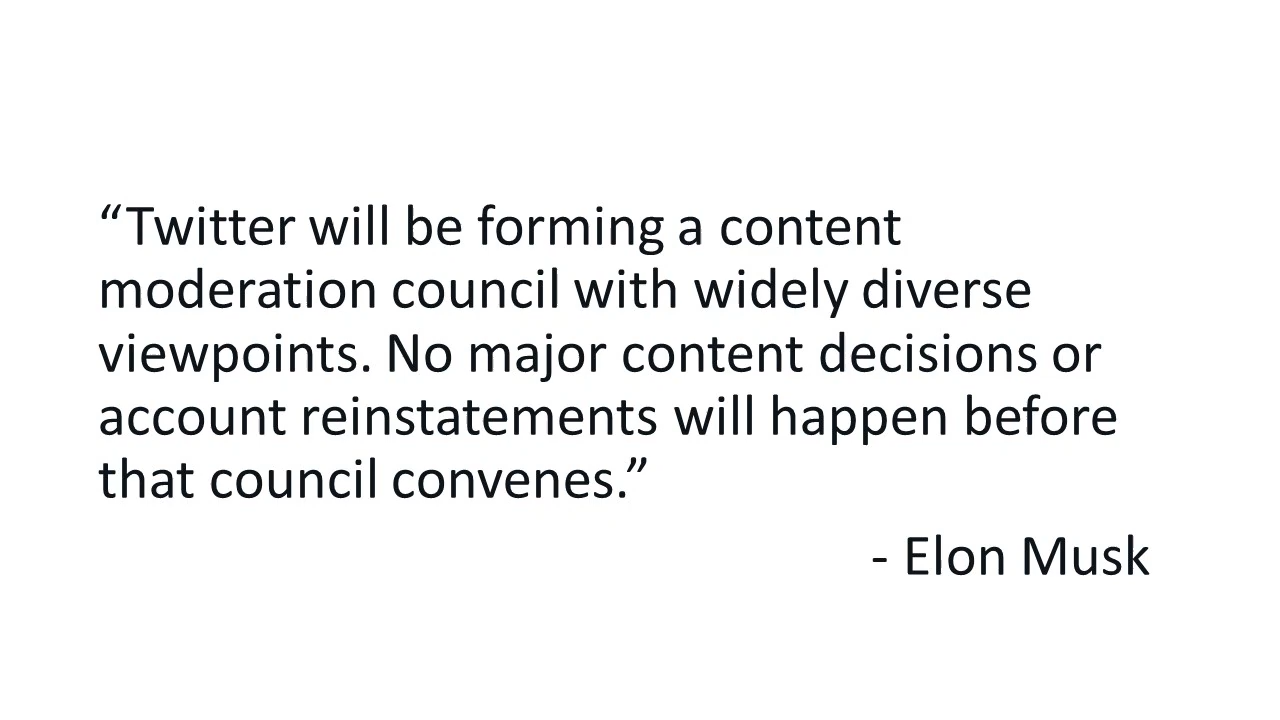 “Twitter will be forming a content
moderation council with widely diverse
viewpoints. No major content decisions or
account reinstatements will happen before
that council convenes.”
- Elon Musk